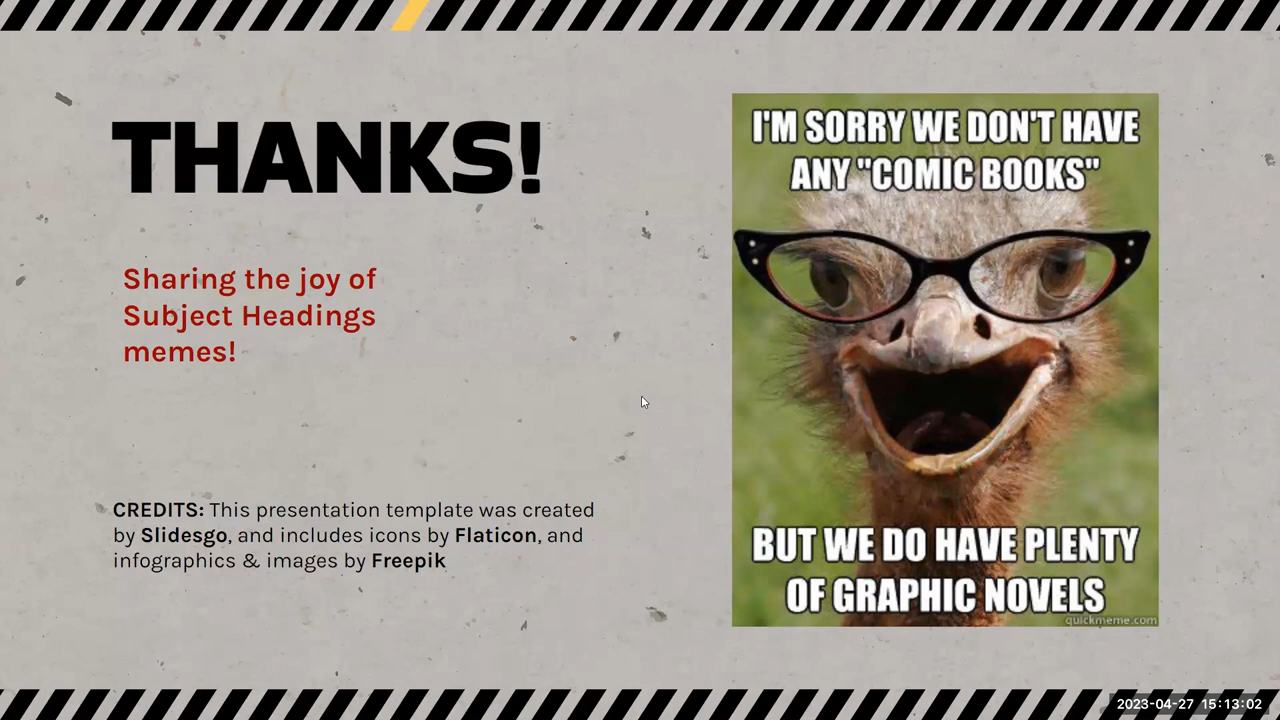 THANKS!
Sharing the joy of
Subject Headings
memes!
CREDITS: This presentation template was created
by Slidesgo, and includes icons by Flaticon, and
infographics & images by Freepik
I'M SORRY WE DON'T HAVE
ANY "COMIC BOOKS"
BUT WE DO HAVE PLENTY
OF GRAPHIC NOVELS
quickmeme.com
2023-04-27 15:13:02